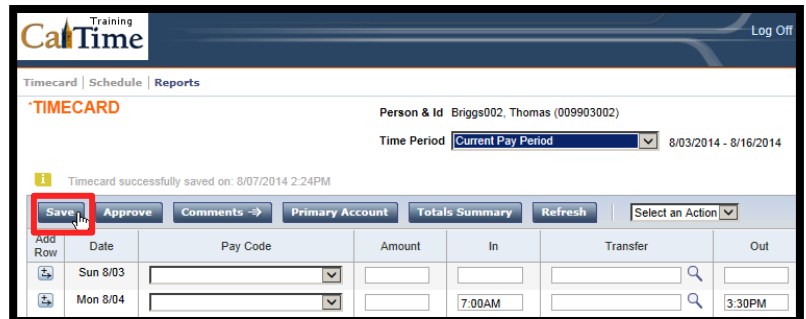 Training
CalTime
Log Off
Timecard | Schedule | Reports
*TIMECARD
Person & Id Briggs002, Thomas (009903002)
Time Period Current Pay Period 8/03/2014 - 8/16/2014
i Timecard successfully saved on: 8/07/2014 2:24PM
Save Approve Comments Primary Account Totals Summary Refresh Select an Action
Add Row Date Pay Code Amount In Transfer Out
Sun 8/03
Mon 8/04 7:00AM 3:30PM